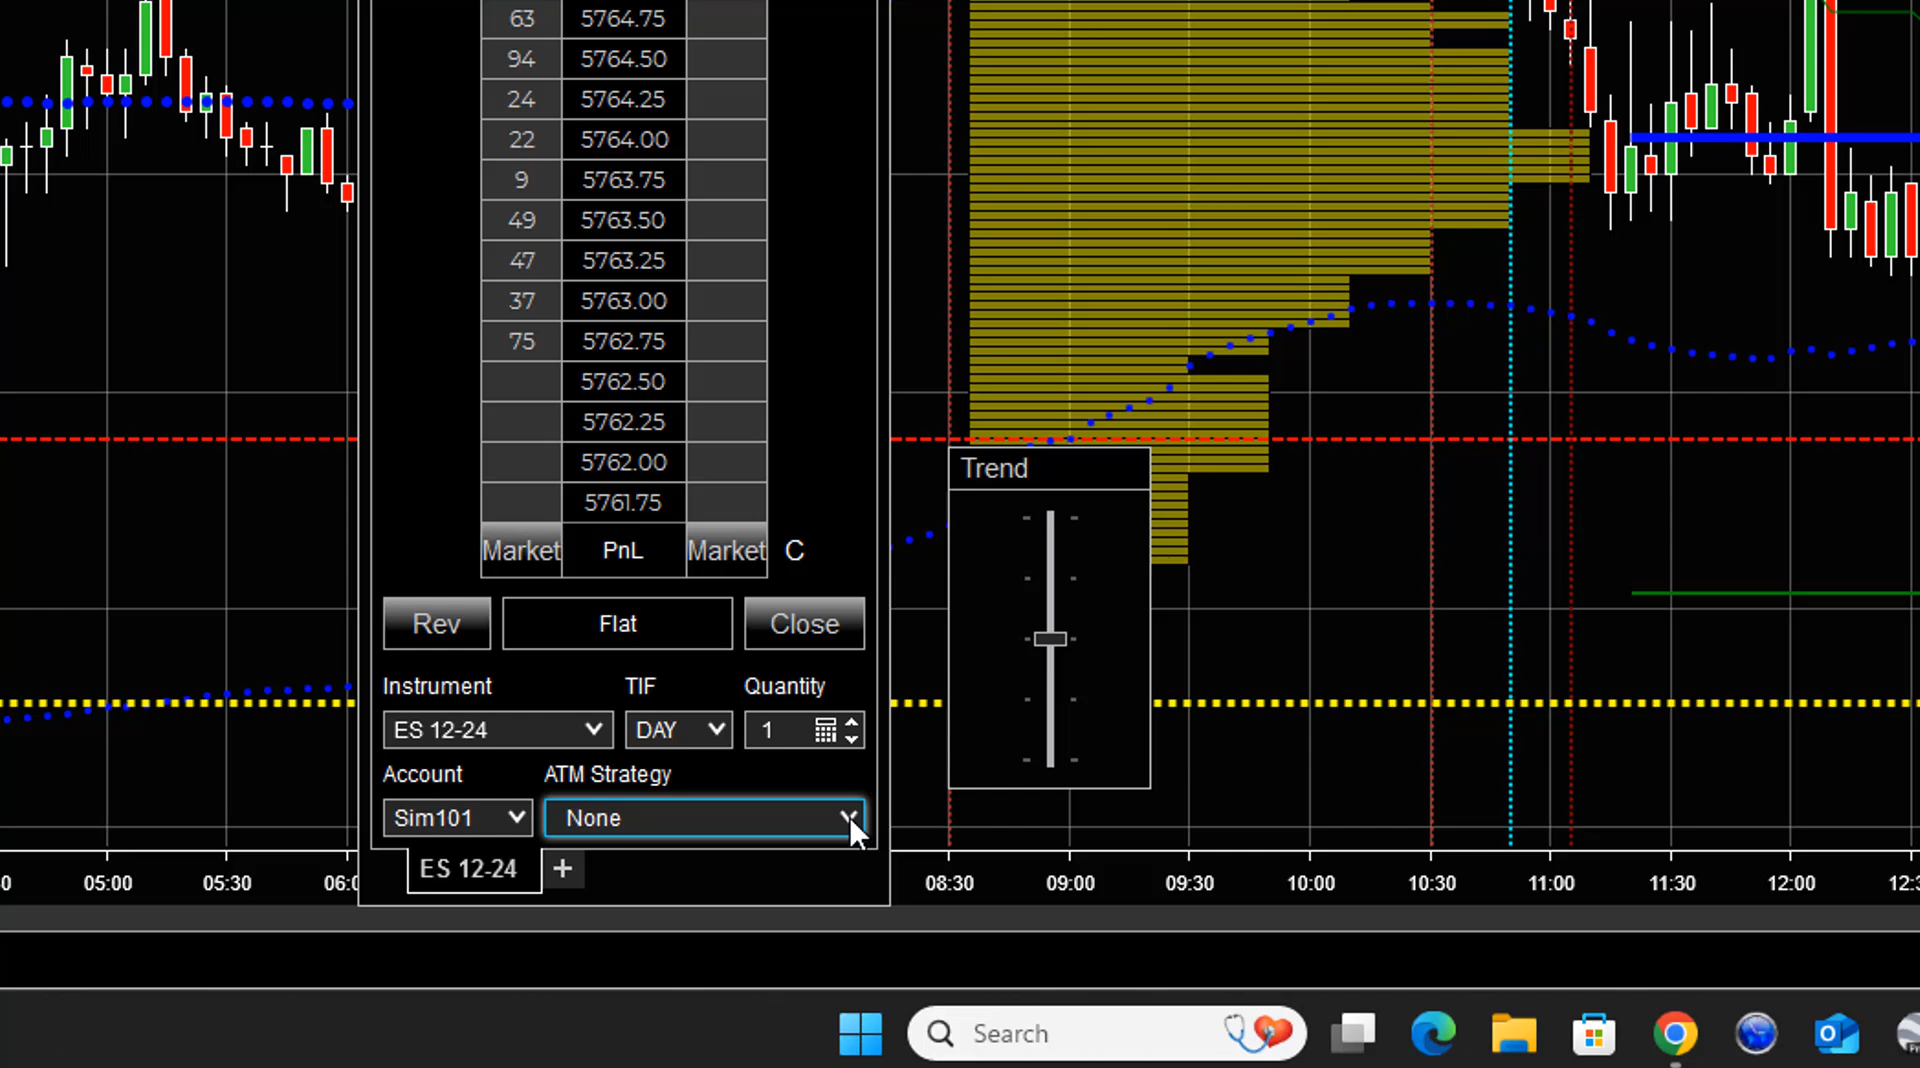 63 5764.75
94 5764.50
24 5764.25
22 5764.00
9 5763.75
49 5763.50
47 5763.25
37 5763.00
75 5762.75
5762.50
5762.25
5762.00
5761.75
Market PnL Market C
Rev Flat Close
Instrument TIF Quantity
ES 12-24 DAY 1
Account ATM Strategy
Sim101 None
ES 12-24 +
Trend
05:00 05:30 08:30 09:00 09:30 10:00 10:30 11:00 11:30 12:00
Search